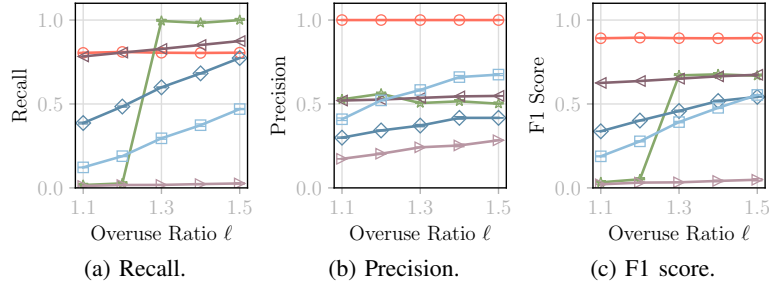 Recall
1.0
0.5
0.0
1.1
1.3
1.5
Overuse Ratio ℓ
(a) Recall.
Precision
1.0
0.5
0.0
1.1
1.3
1.5
Overuse Ratio ℓ
(b) Precision.
F1 Score
1.0
0.5
0.0
1.1
1.3
1.5
Overuse Ratio ℓ
(c) F1 score.